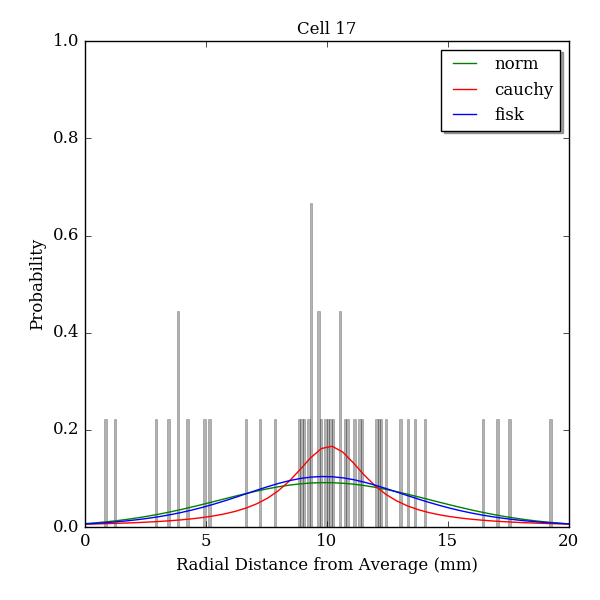 Cell 17
1.0
0.8
0.6
0.4
0.2
0.0
Probability
norm
cauchy
fisk
0 5 10 15 20
Radial Distance from Average (mm)